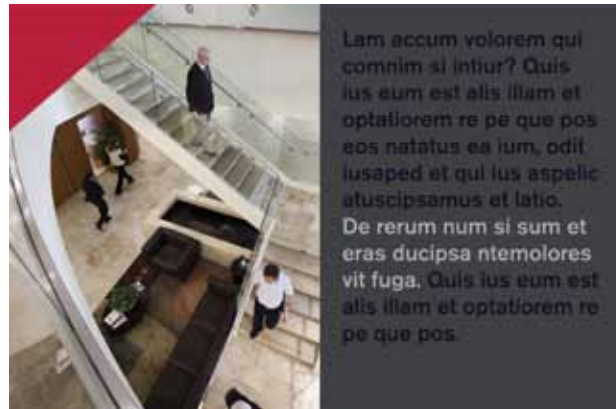 Lam accum volorem qui
comnim si intiur? Quis
ius eum est alis illam et
optatiorem re pe que pos
eos natatus ea ium, odit
iusaped et qui ius aspelic
atuscipsamus et latio.
De rerum num si sum et
eras ducipsa ntemolores
vit fuga. Quis ius eum est
alis illam et optatiorem re
pe que pos.